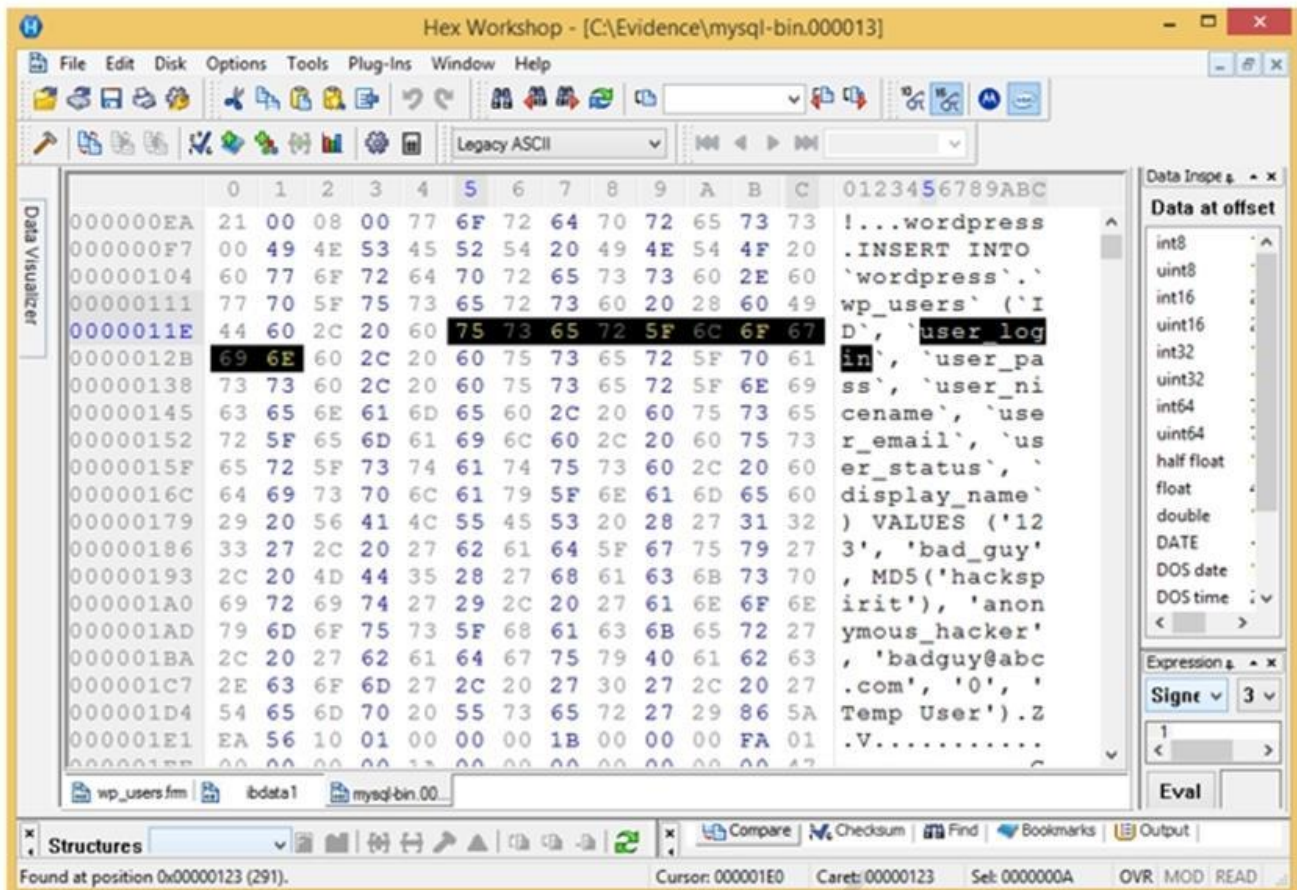 Hex Workshop - [C:\Evidence\mysql-bin.000013]
File Edit Disk Options Tools Plug-Ins Window Help
Legacy ASCII
Data Visualizer
0 1 2 3 4 5 6 7 8 9 A B C 0123456789ABC
000000EA 21 00 08 00 77 6F 72 64 70 72 65 73 73 !...wordpress
000000F7 00 49 4E 53 45 52 54 20 49 4E 54 4F 20 .INSERT INTO
00000104 60 77 6F 72 64 70 72 65 73 73 60 2E 60 `wordpress`.`
00000111 77 70 5F 75 73 65 72 73 60 20 28 60 49 wp_users` (`I
0000011E 44 60 2C 20 60 75 73 65 72 5F 6C 6F 67 D`, `user_log
0000012B 69 6E 60 2C 20 60 75 73 65 72 5F 70 61 in`, `user_pa
00000138 73 73 60 2C 20 60 75 73 65 72 5F 6E 69 ss`, `user_ni
00000145 63 65 6E 61 6D 65 60 2C 20 60 75 73 65 cename`, `use
00000152 72 5F 65 6D 61 69 6C 60 2C 20 60 75 73 r_email`, `us
0000015F 65 72 5F 73 74 61 74 75 73 60 2C 20 60 er_status`, `
0000016C 64 69 73 70 6C 61 79 5F 6E 61 6D 65 60 display_name`
00000179 29 20 56 41 4C 55 45 53 20 28 27 31 32 ) VALUES ('12
00000186 33 27 2C 20 27 62 61 64 5F 67 75 79 27 3', 'bad_guy'
00000193 2C 20 4D 44 35 28 27 68 61 63 6B 73 70 , MD5('hacksp
000001A0 69 72 69 74 27 29 2C 20 27 61 6E 6F 6E irit'), 'anon
000001AD 79 6D 6F 75 73 5F 68 61 63 6B 65 72 27 ymous_hacker'
000001BA 2C 20 27 62 61 64 67 75 79 40 61 62 63 , 'badguy@abc
000001C7 2E 63 6F 6D 27 2C 20 27 30 27 2C 20 27 .com', '0', '
000001D4 54 65 6D 70 20 55 73 65 72 27 29 86 5A Temp User').Z
000001E1 EA 56 10 01 00 00 00 1B 00 00 00 FA 01 .V...........
Data Inspe
Data at offset
int8
uint8
int16
uint16
int32
uint32
int64
uint64
half float
float
double
DATE
DOS date
DOS time
Expression
Signe 3
1
Eval
wp_users.frm ibdata1 mysql-bin.00...
Structures
Compare Checksum Find Bookmarks Output
Found at position 0x00000123 (291). Cursor: 000001E0 Caret: 00000123 Sel: 0000000A OVR MOD READ